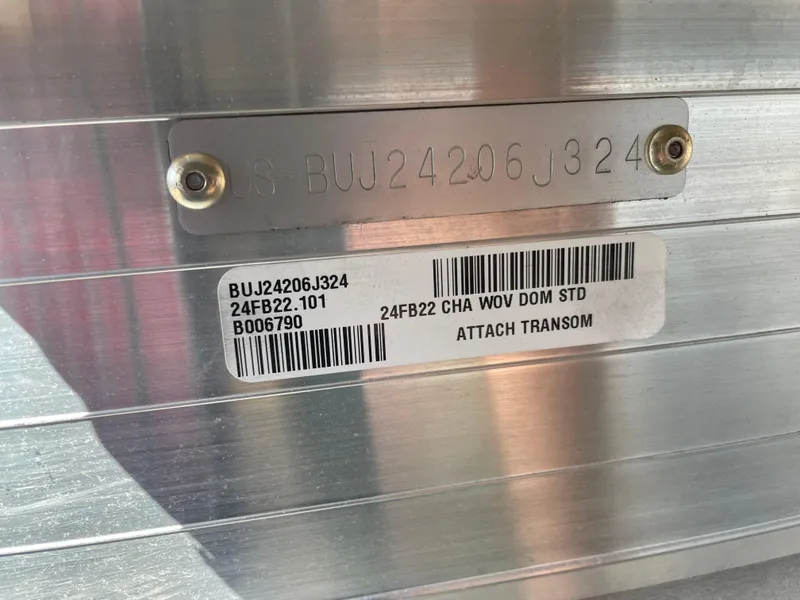 US-BUJ24206J324
BUJ24206J324
24FB22.101
B006790
24FB22 CHA WOV DOM STD
ATTACH TRANSOM